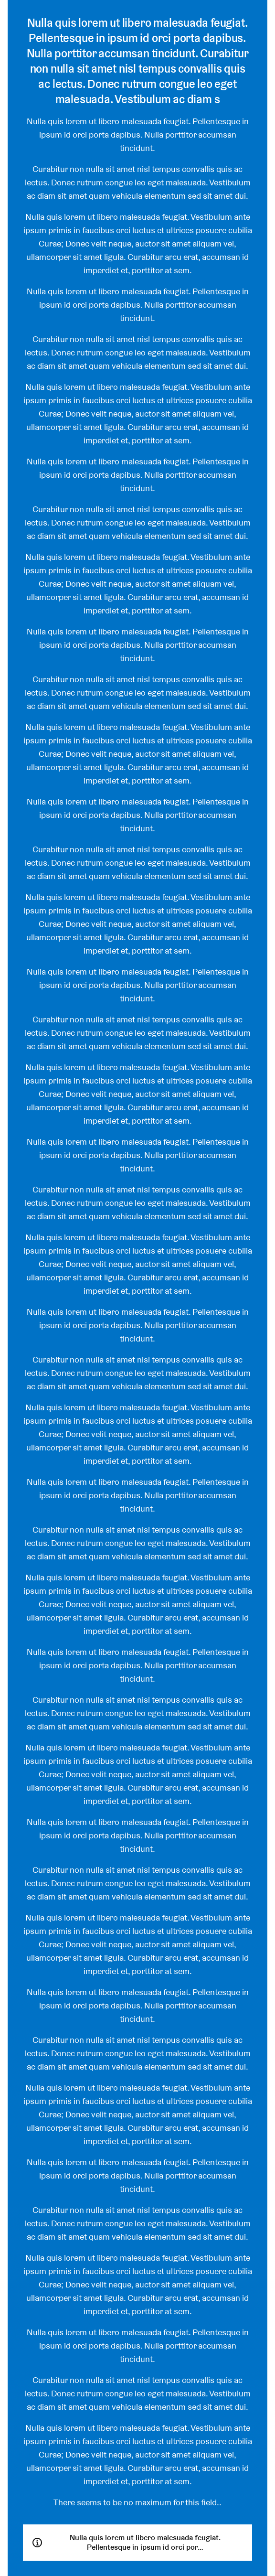 Nulla quis lorem ut libero malesuada feugiat.
Pellentesque in ipsum id orci porta dapibus.
Nulla porttitor accumsan tincidunt. Curabitur
non nulla sit amet nisl tempus convallis quis
ac lectus. Donec rutrum congue leo eget
malesuada. Vestibulum ac diam s
Nulla quis lorem ut libero malesuada feugiat. Pellentesque in
ipsum id orci porta dapibus. Nulla porttitor accumsan
tincidunt.
Curabitur non nulla sit amet nisl tempus convallis quis ac
lectus. Donec rutrum congue leo eget malesuada. Vestibulum
ac diam sit amet quam vehicula elementum sed sit amet dui.
Nulla quis lorem ut libero malesuada feugiat. Vestibulum ante
ipsum primis in faucibus orci luctus et ultrices posuere cubilia
Curae; Donec velit neque, auctor sit amet aliquam vel,
ullamcorper sit amet ligula. Curabitur arcu erat, accumsan id
imperdiet et, porttitor at sem.
Nulla quis lorem ut libero malesuada feugiat. Pellentesque in
ipsum id orci porta dapibus. Nulla porttitor accumsan
tincidunt.
Curabitur non nulla sit amet nisl tempus convallis quis ac
lectus. Donec rutrum congue leo eget malesuada. Vestibulum
ac diam sit amet quam vehicula elementum sed sit amet dui.
Nulla quis lorem ut libero malesuada feugiat. Vestibulum ante
ipsum primis in faucibus orci luctus et ultrices posuere cubilia
Curae; Donec velit neque, auctor sit amet aliquam vel,
ullamcorper sit amet ligula. Curabitur arcu erat, accumsan id
imperdiet et, porttitor at sem.
Nulla quis lorem ut libero malesuada feugiat. Pellentesque in
ipsum id orci porta dapibus. Nulla porttitor accumsan
tincidunt.
Curabitur non nulla sit amet nisl tempus convallis quis ac
lectus. Donec rutrum congue leo eget malesuada. Vestibulum
ac diam sit amet quam vehicula elementum sed sit amet dui.
Nulla quis lorem ut libero malesuada feugiat. Vestibulum ante
ipsum primis in faucibus orci luctus et ultrices posuere cubilia
Curae; Donec velit neque, auctor sit amet aliquam vel,
ullamcorper sit amet ligula. Curabitur arcu erat, accumsan id
imperdiet et, porttitor at sem.
Nulla quis lorem ut libero malesuada feugiat. Pellentesque in
ipsum id orci porta dapibus. Nulla porttitor accumsan
tincidunt.
Curabitur non nulla sit amet nisl tempus convallis quis ac
lectus. Donec rutrum congue leo eget malesuada. Vestibulum
ac diam sit amet quam vehicula elementum sed sit amet dui.
Nulla quis lorem ut libero malesuada feugiat. Vestibulum ante
ipsum primis in faucibus orci luctus et ultrices posuere cubilia
Curae; Donec velit neque, auctor sit amet aliquam vel,
ullamcorper sit amet ligula. Curabitur arcu erat, accumsan id
imperdiet et, porttitor at sem.
Nulla quis lorem ut libero malesuada feugiat. Pellentesque in
ipsum id orci porta dapibus. Nulla porttitor accumsan
tincidunt.
Curabitur non nulla sit amet nisl tempus convallis quis ac
lectus. Donec rutrum congue leo eget malesuada. Vestibulum
ac diam sit amet quam vehicula elementum sed sit amet dui.
Nulla quis lorem ut libero malesuada feugiat. Vestibulum ante
ipsum primis in faucibus orci luctus et ultrices posuere cubilia
Curae; Donec velit neque, auctor sit amet aliquam vel,
ullamcorper sit amet ligula. Curabitur arcu erat, accumsan id
imperdiet et, porttitor at sem.
Nulla quis lorem ut libero malesuada feugiat. Pellentesque in
ipsum id orci porta dapibus. Nulla porttitor accumsan
tincidunt.
Curabitur non nulla sit amet nisl tempus convallis quis ac
lectus. Donec rutrum congue leo eget malesuada. Vestibulum
ac diam sit amet quam vehicula elementum sed sit amet dui.
Nulla quis lorem ut libero malesuada feugiat. Vestibulum ante
ipsum primis in faucibus orci luctus et ultrices posuere cubilia
Curae; Donec velit neque, auctor sit amet aliquam vel,
ullamcorper sit amet ligula. Curabitur arcu erat, accumsan id
imperdiet et, porttitor at sem.
Nulla quis lorem ut libero malesuada feugiat. Pellentesque in
ipsum id orci porta dapibus. Nulla porttitor accumsan
tincidunt.
Curabitur non nulla sit amet nisl tempus convallis quis ac
lectus. Donec rutrum congue leo eget malesuada. Vestibulum
ac diam sit amet quam vehicula elementum sed sit amet dui.
Nulla quis lorem ut libero malesuada feugiat. Vestibulum ante
ipsum primis in faucibus orci luctus et ultrices posuere cubilia
Curae; Donec velit neque, auctor sit amet aliquam vel,
ullamcorper sit amet ligula. Curabitur arcu erat, accumsan id
imperdiet et, porttitor at sem.
Nulla quis lorem ut libero malesuada feugiat. Pellentesque in
ipsum id orci porta dapibus. Nulla porttitor accumsan
tincidunt.
Curabitur non nulla sit amet nisl tempus convallis quis ac
lectus. Donec rutrum congue leo eget malesuada. Vestibulum
ac diam sit amet quam vehicula elementum sed sit amet dui.
Nulla quis lorem ut libero malesuada feugiat. Vestibulum ante
ipsum primis in faucibus orci luctus et ultrices posuere cubilia
Curae; Donec velit neque, auctor sit amet aliquam vel,
ullamcorper sit amet ligula. Curabitur arcu erat, accumsan id
imperdiet et, porttitor at sem.
Nulla quis lorem ut libero malesuada feugiat. Pellentesque in
ipsum id orci porta dapibus. Nulla porttitor accumsan
tincidunt.
Curabitur non nulla sit amet nisl tempus convallis quis ac
lectus. Donec rutrum congue leo eget malesuada. Vestibulum
ac diam sit amet quam vehicula elementum sed sit amet dui.
Nulla quis lorem ut libero malesuada feugiat. Vestibulum ante
ipsum primis in faucibus orci luctus et ultrices posuere cubilia
Curae; Donec velit neque, auctor sit amet aliquam vel,
ullamcorper sit amet ligula. Curabitur arcu erat, accumsan id
imperdiet et, porttitor at sem.
Nulla quis lorem ut libero malesuada feugiat. Pellentesque in
ipsum id orci porta dapibus. Nulla porttitor accumsan
tincidunt.
Curabitur non nulla sit amet nisl tempus convallis quis ac
lectus. Donec rutrum congue leo eget malesuada. Vestibulum
ac diam sit amet quam vehicula elementum sed sit amet dui.
Nulla quis lorem ut libero malesuada feugiat. Vestibulum ante
ipsum primis in faucibus orci luctus et ultrices posuere cubilia
Curae; Donec velit neque, auctor sit amet aliquam vel,
ullamcorper sit amet ligula. Curabitur arcu erat, accumsan id
imperdiet et, porttitor at sem.
Nulla quis lorem ut libero malesuada feugiat. Pellentesque in
ipsum id orci porta dapibus. Nulla porttitor accumsan
tincidunt.
Curabitur non nulla sit amet nisl tempus convallis quis ac
lectus. Donec rutrum congue leo eget malesuada. Vestibulum
ac diam sit amet quam vehicula elementum sed sit amet dui.
Nulla quis lorem ut libero malesuada feugiat. Vestibulum ante
ipsum primis in faucibus orci luctus et ultrices posuere cubilia
Curae; Donec velit neque, auctor sit amet aliquam vel,
ullamcorper sit amet ligula. Curabitur arcu erat, accumsan id
imperdiet et, porttitor at sem.
Nulla quis lorem ut libero malesuada feugiat. Pellentesque in
ipsum id orci porta dapibus. Nulla porttitor accumsan
tincidunt.
Curabitur non nulla sit amet nisl tempus convallis quis ac
lectus. Donec rutrum congue leo eget malesuada. Vestibulum
ac diam sit amet quam vehicula elementum sed sit amet dui.
Nulla quis lorem ut libero malesuada feugiat. Vestibulum ante
ipsum primis in faucibus orci luctus et ultrices posuere cubilia
Curae; Donec velit neque, auctor sit amet aliquam vel,
ullamcorper sit amet ligula. Curabitur arcu erat, accumsan id
imperdiet et, porttitor at sem.
Nulla quis lorem ut libero malesuada feugiat. Pellentesque in
ipsum id orci porta dapibus. Nulla porttitor accumsan
tincidunt.
Curabitur non nulla sit amet nisl tempus convallis quis ac
lectus. Donec rutrum congue leo eget malesuada. Vestibulum
ac diam sit amet quam vehicula elementum sed sit amet dui.
Nulla quis lorem ut libero malesuada feugiat. Vestibulum ante
ipsum primis in faucibus orci luctus et ultrices posuere cubilia
Curae; Donec velit neque, auctor sit amet aliquam vel,
ullamcorper sit amet ligula. Curabitur arcu erat, accumsan id
imperdiet et, porttitor at sem.
Nulla quis lorem ut libero malesuada feugiat. Pellentesque in
ipsum id orci porta dapibus. Nulla porttitor accumsan
tincidunt.
Curabitur non nulla sit amet nisl tempus convallis quis ac
lectus. Donec rutrum congue leo eget malesuada. Vestibulum
ac diam sit amet quam vehicula elementum sed sit amet dui.
Nulla quis lorem ut libero malesuada feugiat. Vestibulum ante
ipsum primis in faucibus orci luctus et ultrices posuere cubilia
Curae; Donec velit neque, auctor sit amet aliquam vel,
ullamcorper sit amet ligula. Curabitur arcu erat, accumsan id
imperdiet et, porttitor at sem.
There seems to be no maximum for this field..
Nulla quis lorem ut libero malesuada feugiat.
Pellentesque in ipsum id orci por...